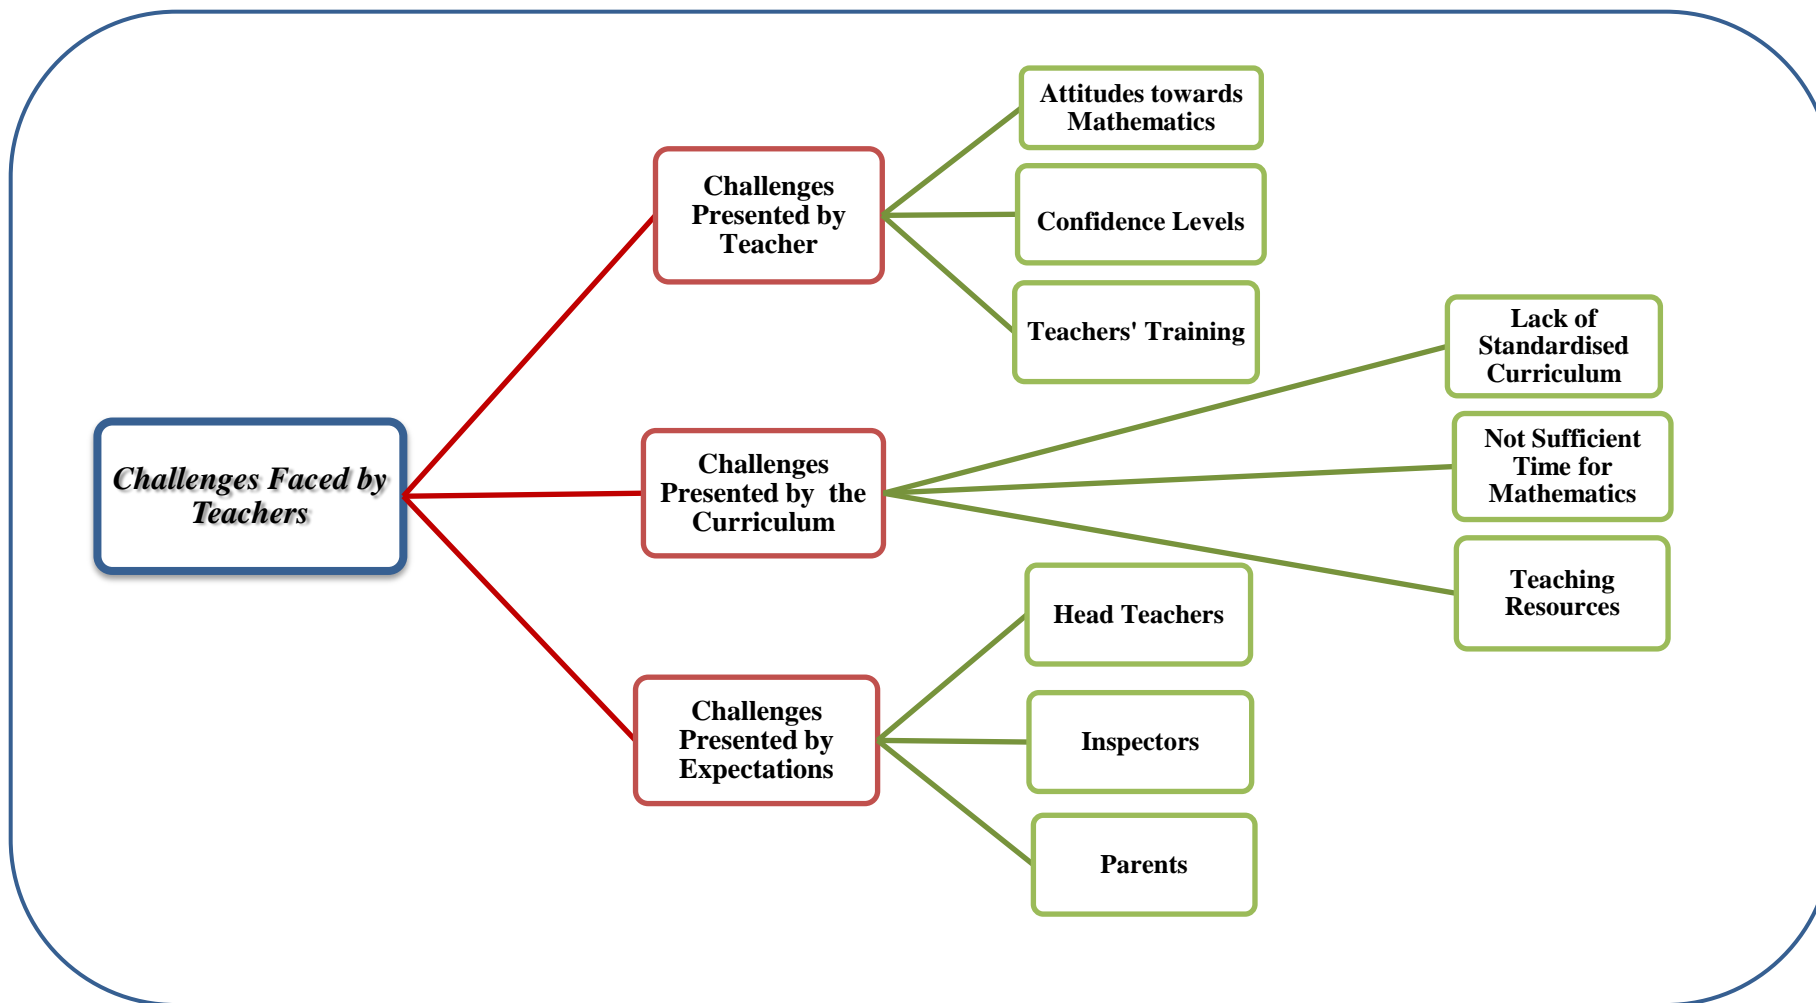 Challenges Faced by
Teachers
Challenges
Presented by
Teacher
Attitudes towards
Mathematics
Confidence Levels
Teachers' Training
Challenges
Presented by  the
Curriculum
Lack of
Standardised
Curriculum
Not Sufficient
Time for
Mathematics
Teaching
Resources
Challenges
Presented by
Expectations
Head Teachers
Inspectors
Parents